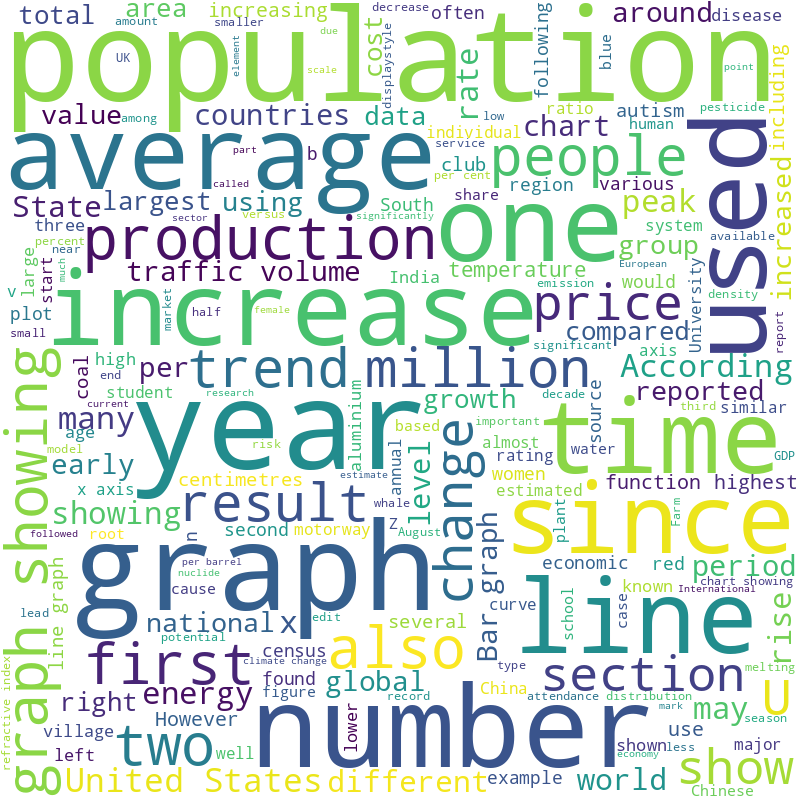 total
area
increasing
decrease
often
following
blue
around
disease
including
population
amount
smaller
due
scale
cost
displaystyle
rate
UK
element
point
value
among
countries
data
individual
low
ratio
chart
autism
human
pesticide
average
part
called
b
service
per cent
club
people
used
increased
State
largest
using
South
share
region
various
three
sector
versus
significantly
one
peak
percent
near
production
group
system
available
large
start
much
traffic volume
India
temperature
emission
would
European
University
density
v
plot
small
increase
market
half
female
price
compared
significant
axis
report
graph showing
high
coal
per
trend
million
According
end
student
current
research
growth
reported
decade
third
similar
many
age
model
year
aluminium
based
important
time
early
risk
estimate
level
change
almost
rating
source
water
GDP
x axis
centimetres
annual
women
estimated
function highest
showing
result
whale
plant
Farm
since
followed
root
n
second
motorway
Z
August
graph
per barrel
nuclide
cause
Bar graph
economic
red
period
known
chart showing
International
lead
line graph
national
x
census
edit
several
curve
school
case
line
rise
potential
climate change
also
first
found
figure
type
melting
section
refractive index
right
energy
global
China
attendance
distribution
U
village
However
record
mark
season
may
left
two
well
lower
number
shown
use
less
major
economy
show
United States
different
example
world
Chinese